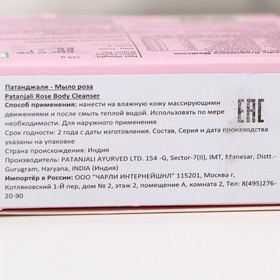 Патанджали - Мыло роза
Patanjali Rose Body Cleanser
Способ применения: нанести на влажную кожу массирующими
движениями и после смыть теплой водой. Использовать по мере
необходимости. Для наружного применения
Срок годности: 2 года с даты изготовления. Состав, Серия и дата производства
указаны на упаковке
Страна происхождения: Индия
Производитель: PATANJALI AYURVED LTD. 154 -G, Sector-7(II), IMT, Manesar, Distt.-
Gurugram, Haryana, INDIA (Индия)
Импортер в России: ООО "ЧАРЛИ ИНТЕРНЕЙШНЛ" 115201, Москва г,
Котляковский 1-Й пер, дом № 2, этаж 2, помещение А, комната 2, Тел: 8(495)276-
20-90
EAC